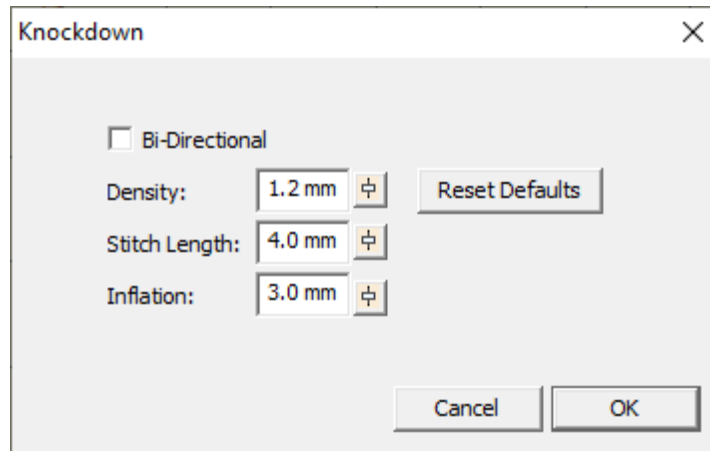 Knockdown
Bi-Directional
Density: 1.2 mm Reset Defaults
Stitch Length: 4.0 mm
Inflation: 3.0 mm
Cancel OK